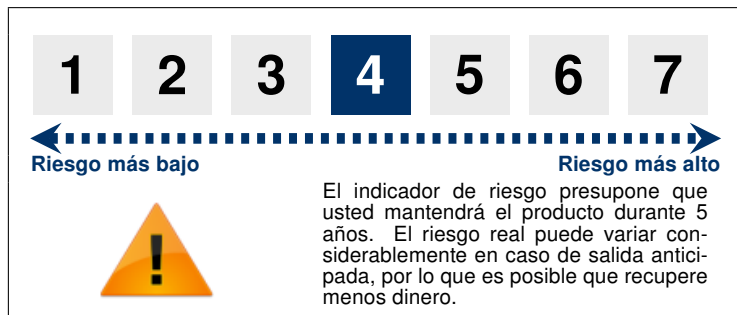 1 2 3 4 5 6 7
Riesgo más bajo Riesgo más alto
El indicador de riesgo presupone que
usted mantendrá el producto durante 5
años. El riesgo real puede variar con-
siderablemente en caso de salida antici-
pada, por lo que es posible que recupere
menos dinero.